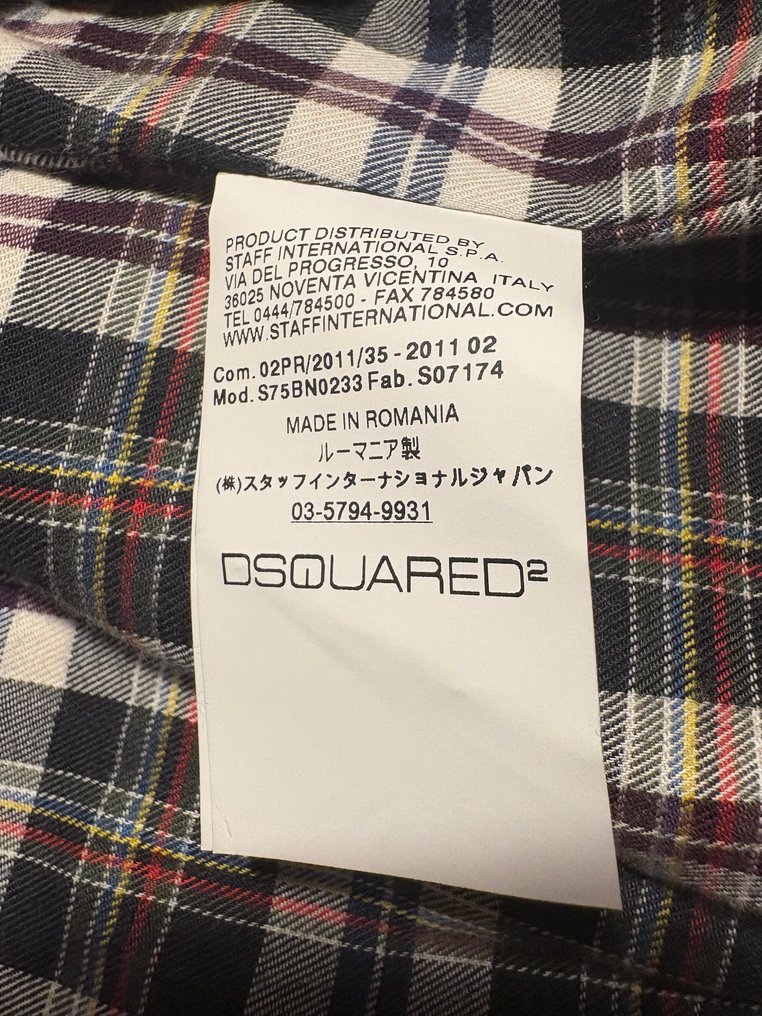 PRODUCT DISTRIBUTED BY
STAFF INTERNATIONAL S.P.A.
VIA DEL PROGRESSO, 10
36025 NOVENTA VICENTINA ITALY
TEL 0444/784500 - FAX 784580
WWW.STAFFINTERNATIONAL.COM
Com. 02PR/2011/35 - 2011 02
Mod. S75BN0233 Fab. S07174
MADE IN ROMANIA
ルーマニア製
(株)スタッフインターナショナルジャパン
03-5794-9931
DSQUARED²